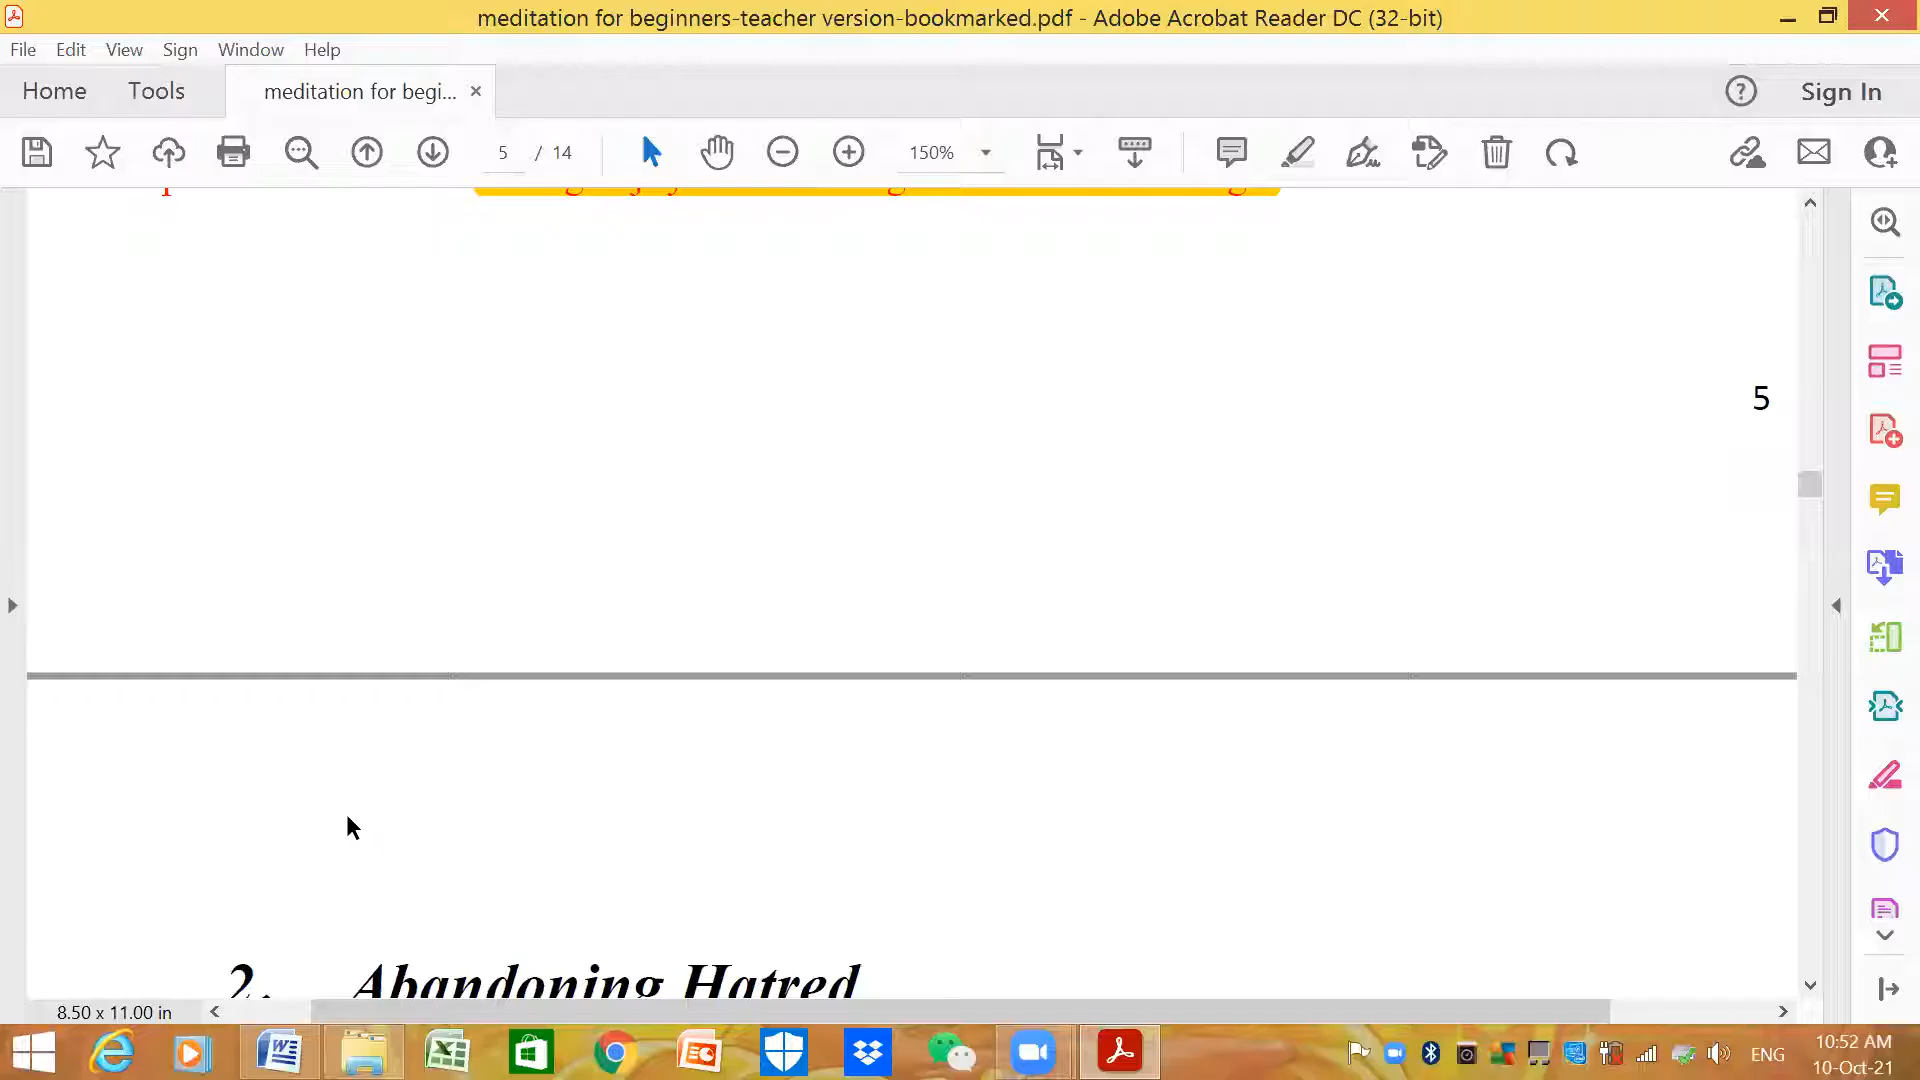 meditation for beginners-teacher version-bookmarked.pdf - Adobe Acrobat Reader DC (32-bit)
File Edit View Sign Window Help
Home Tools meditation for begi... Sign In
5 / 14 150%
5
2. Abandoning Hatred
8.50 x 11.00 in
10:52 AM
ENG
10-Oct-21